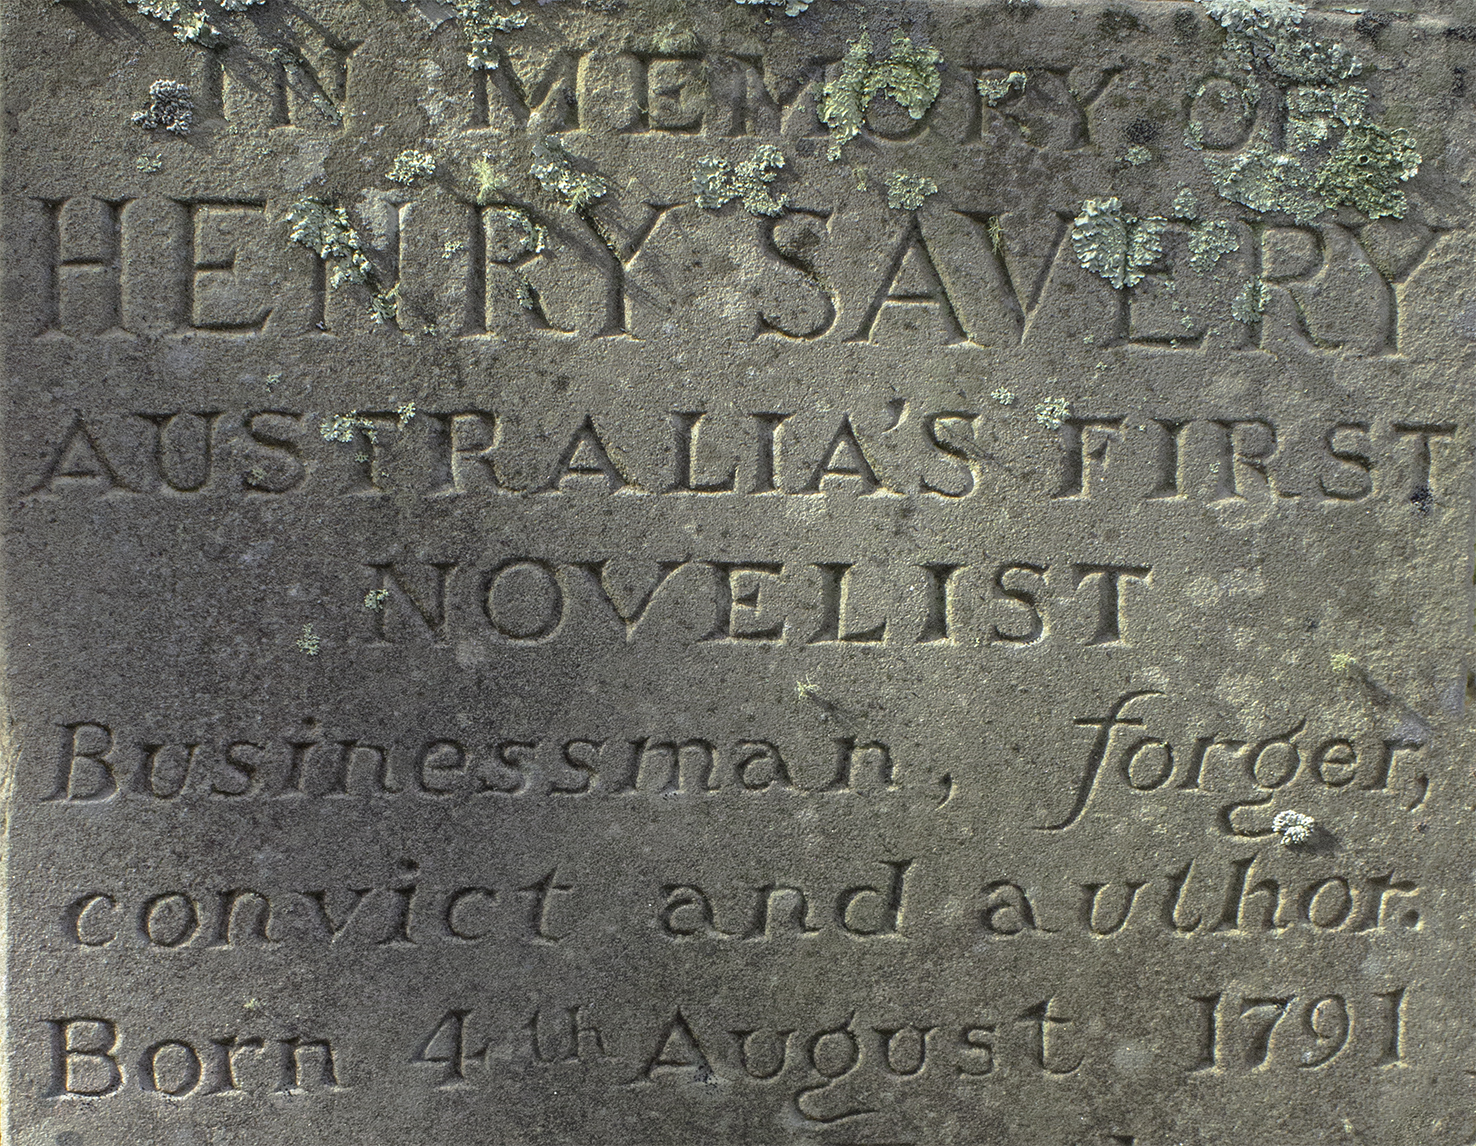 IN MEMORY OF
HENRY SAVERY
AUSTRALIA'S FIRST
NOVELIST
Businessman, forger,
convict and author.
Born 4th August 1791